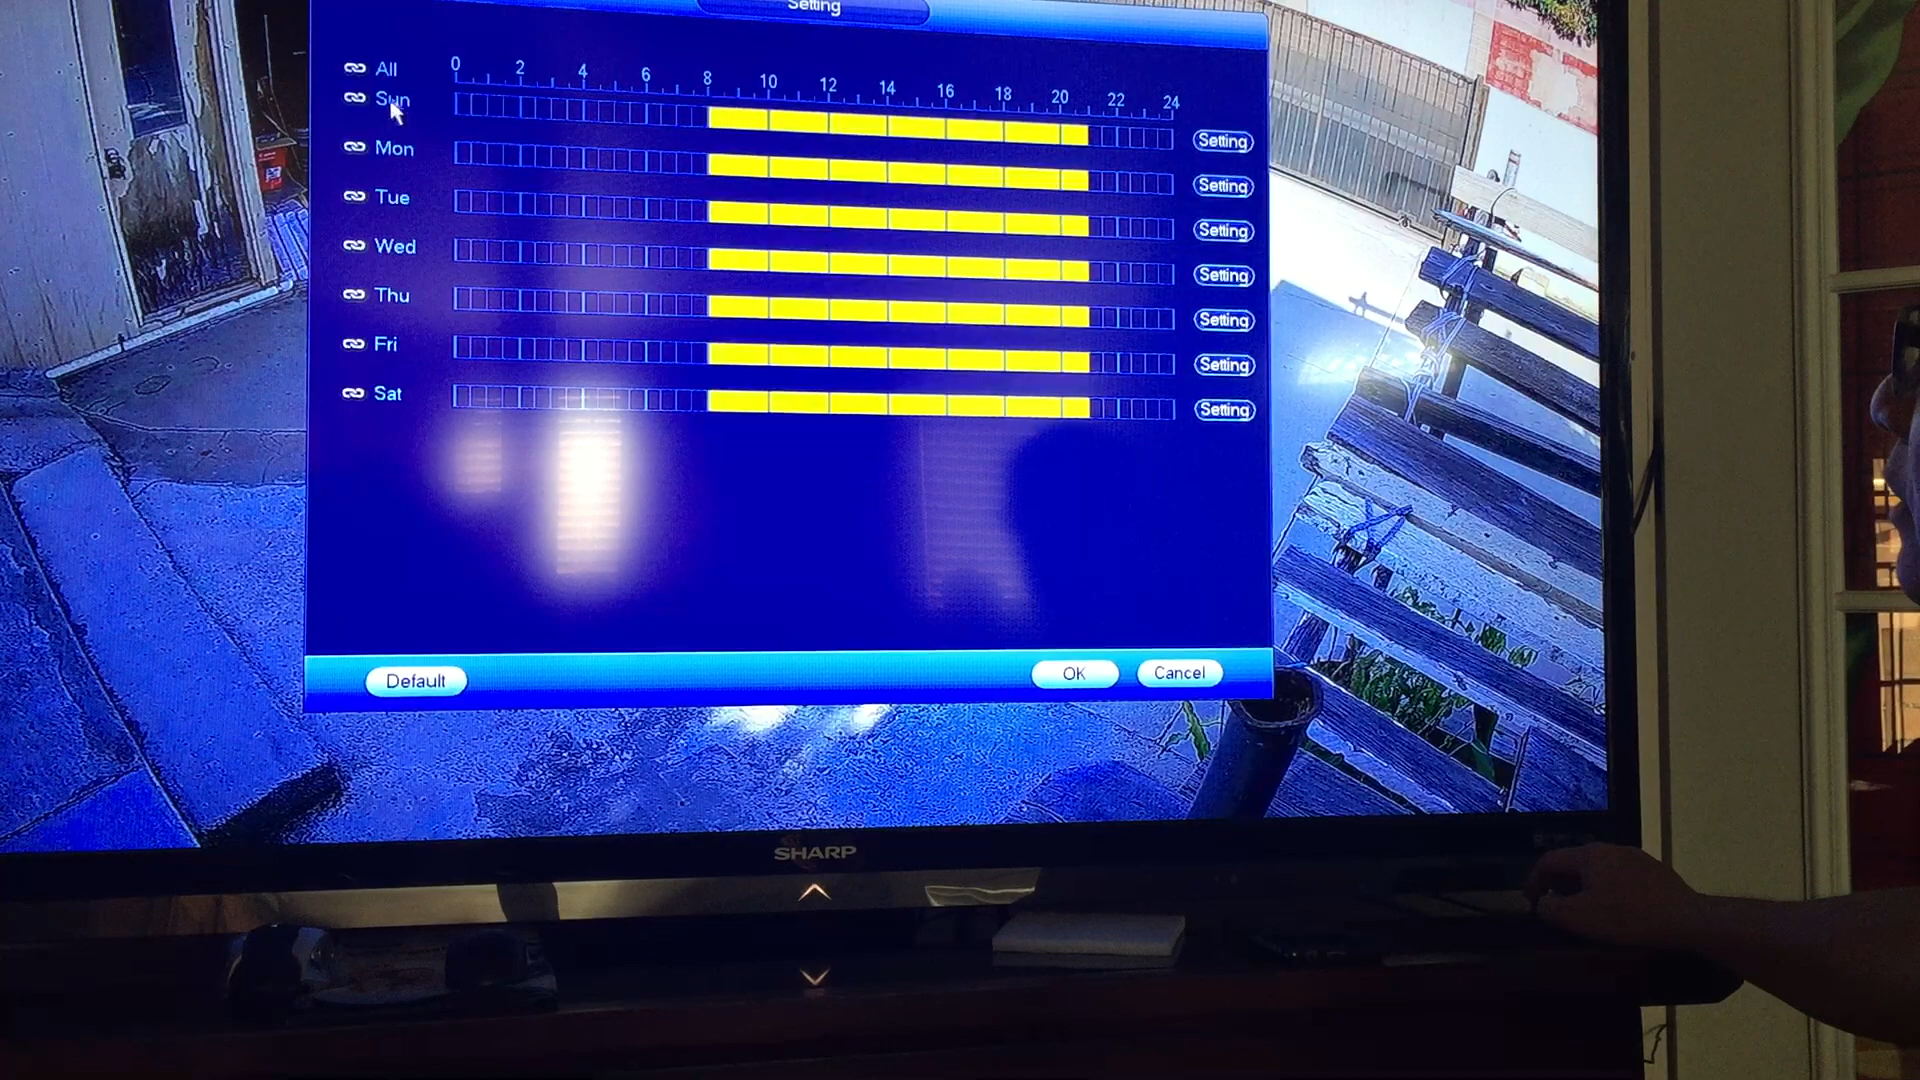 Setting
All 0 2 4 6 8 10 12 14 16 18 20 22 24
Sun Setting
Mon Setting
Tue Setting
Wed Setting
Thu Setting
Fri Setting
Sat Setting
Default OK Cancel
SHARP